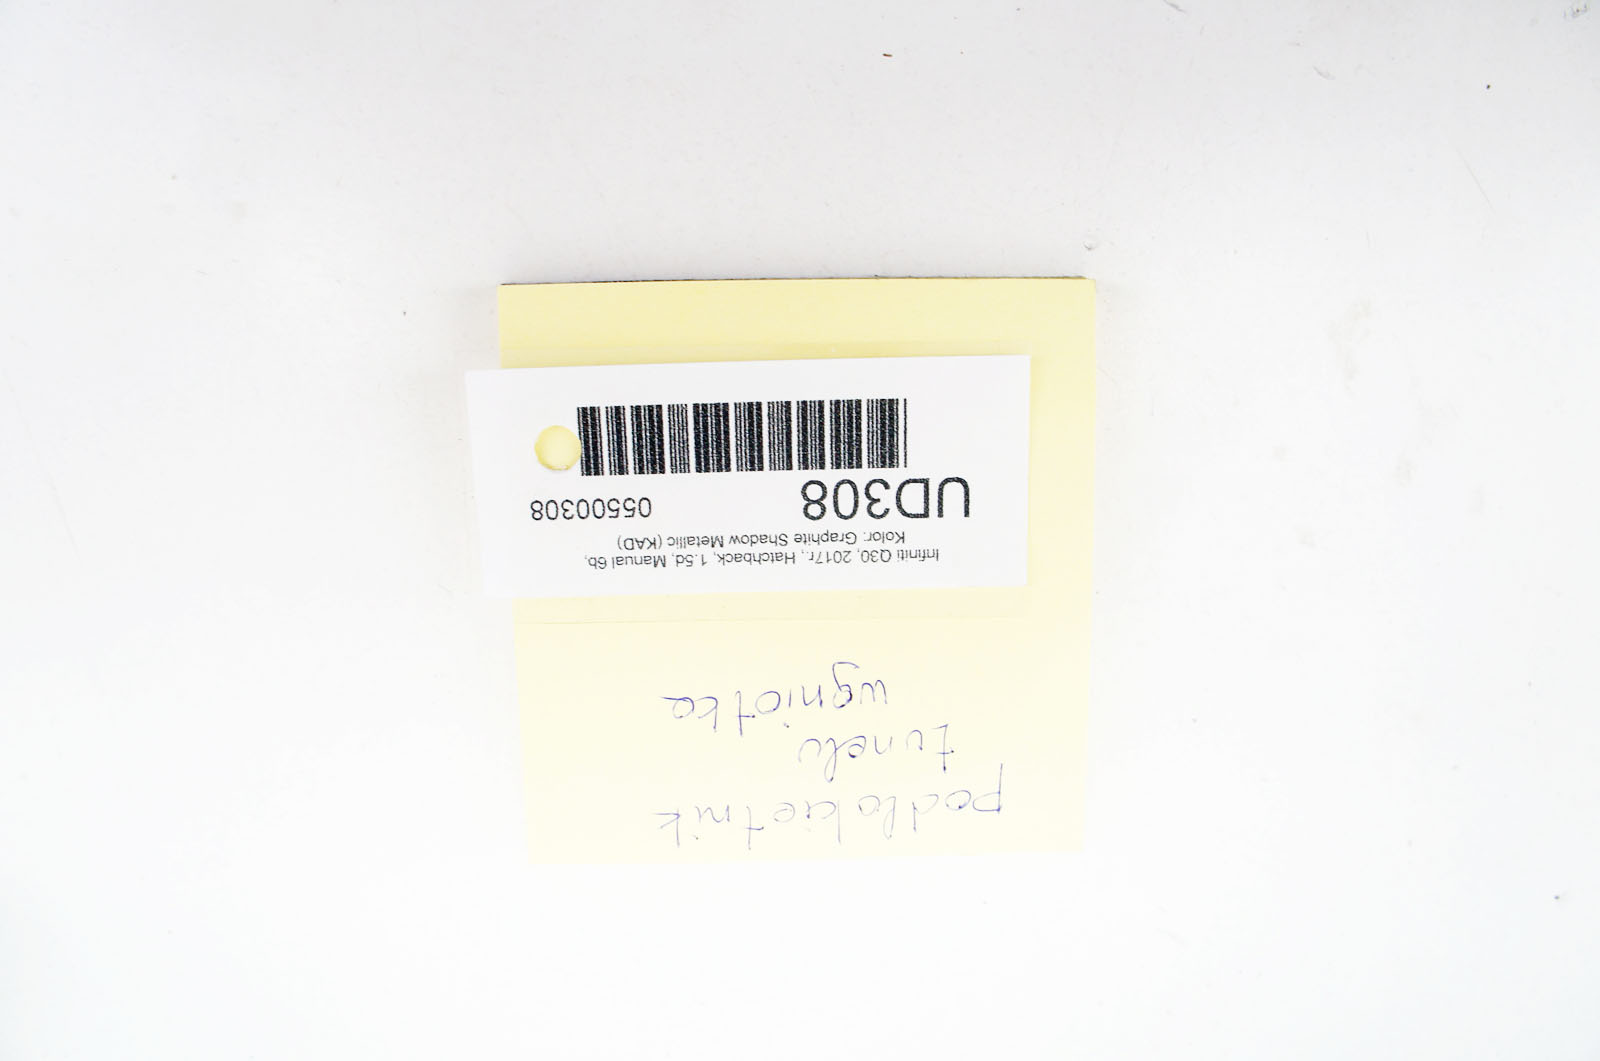 podłokietnik
tunelu
wgniotka
Infiniti Q30, 2017r., Hatchback, 1.5d, Manual 6b,
Kolor: Graphite Shadow Metallic (KAD)
UD308 05500308